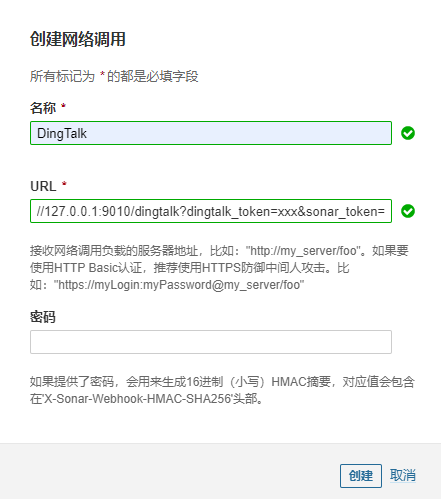 创建网络调用
所有标记为 * 的都是必填字段
名称 *
DingTalk
URL *
//127.0.0.1:9010/dingtalk?dingtalk_token=xxx&sonar_token=
接收网络调用负载的服务器地址，比如："http://my_server/foo"。如果要
使用HTTP Basic认证，推荐使用HTTPS防御中间人攻击。比
如："https://myLogin:myPassword@my_server/foo"
密码
如果提供了密码，会用来生成16进制（小写）HMAC摘要，对应值会包含
在'X-Sonar-Webhook-HMAC-SHA256'头部。
创建 取消